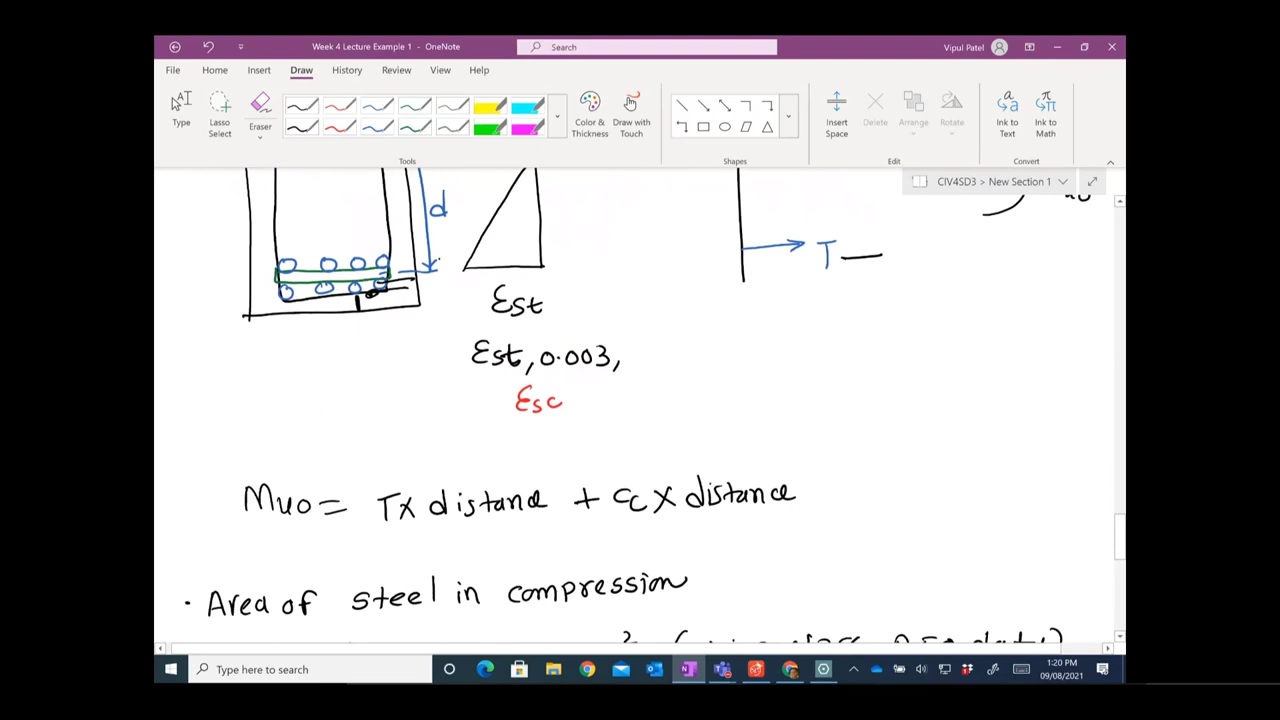 Week 4 Lecture Example 1 - OneNote
Search
Vipul Patel
File Home Insert Draw History Review View Help
Type
Lasso Select
Eraser
Color & Thickness
Draw with Touch
Insert Space
Delete
Arrange
Rotate
Ink to Text
Ink to Math
Tools
Shapes
Edit
Convert
CIV4SD3 > New Section 1
d
T
εst
εst, 0.003,
εsc
Muo = T x distance + Cc x distance
· Area of steel in compression
Type here to search
1:20 PM
09/08/2021